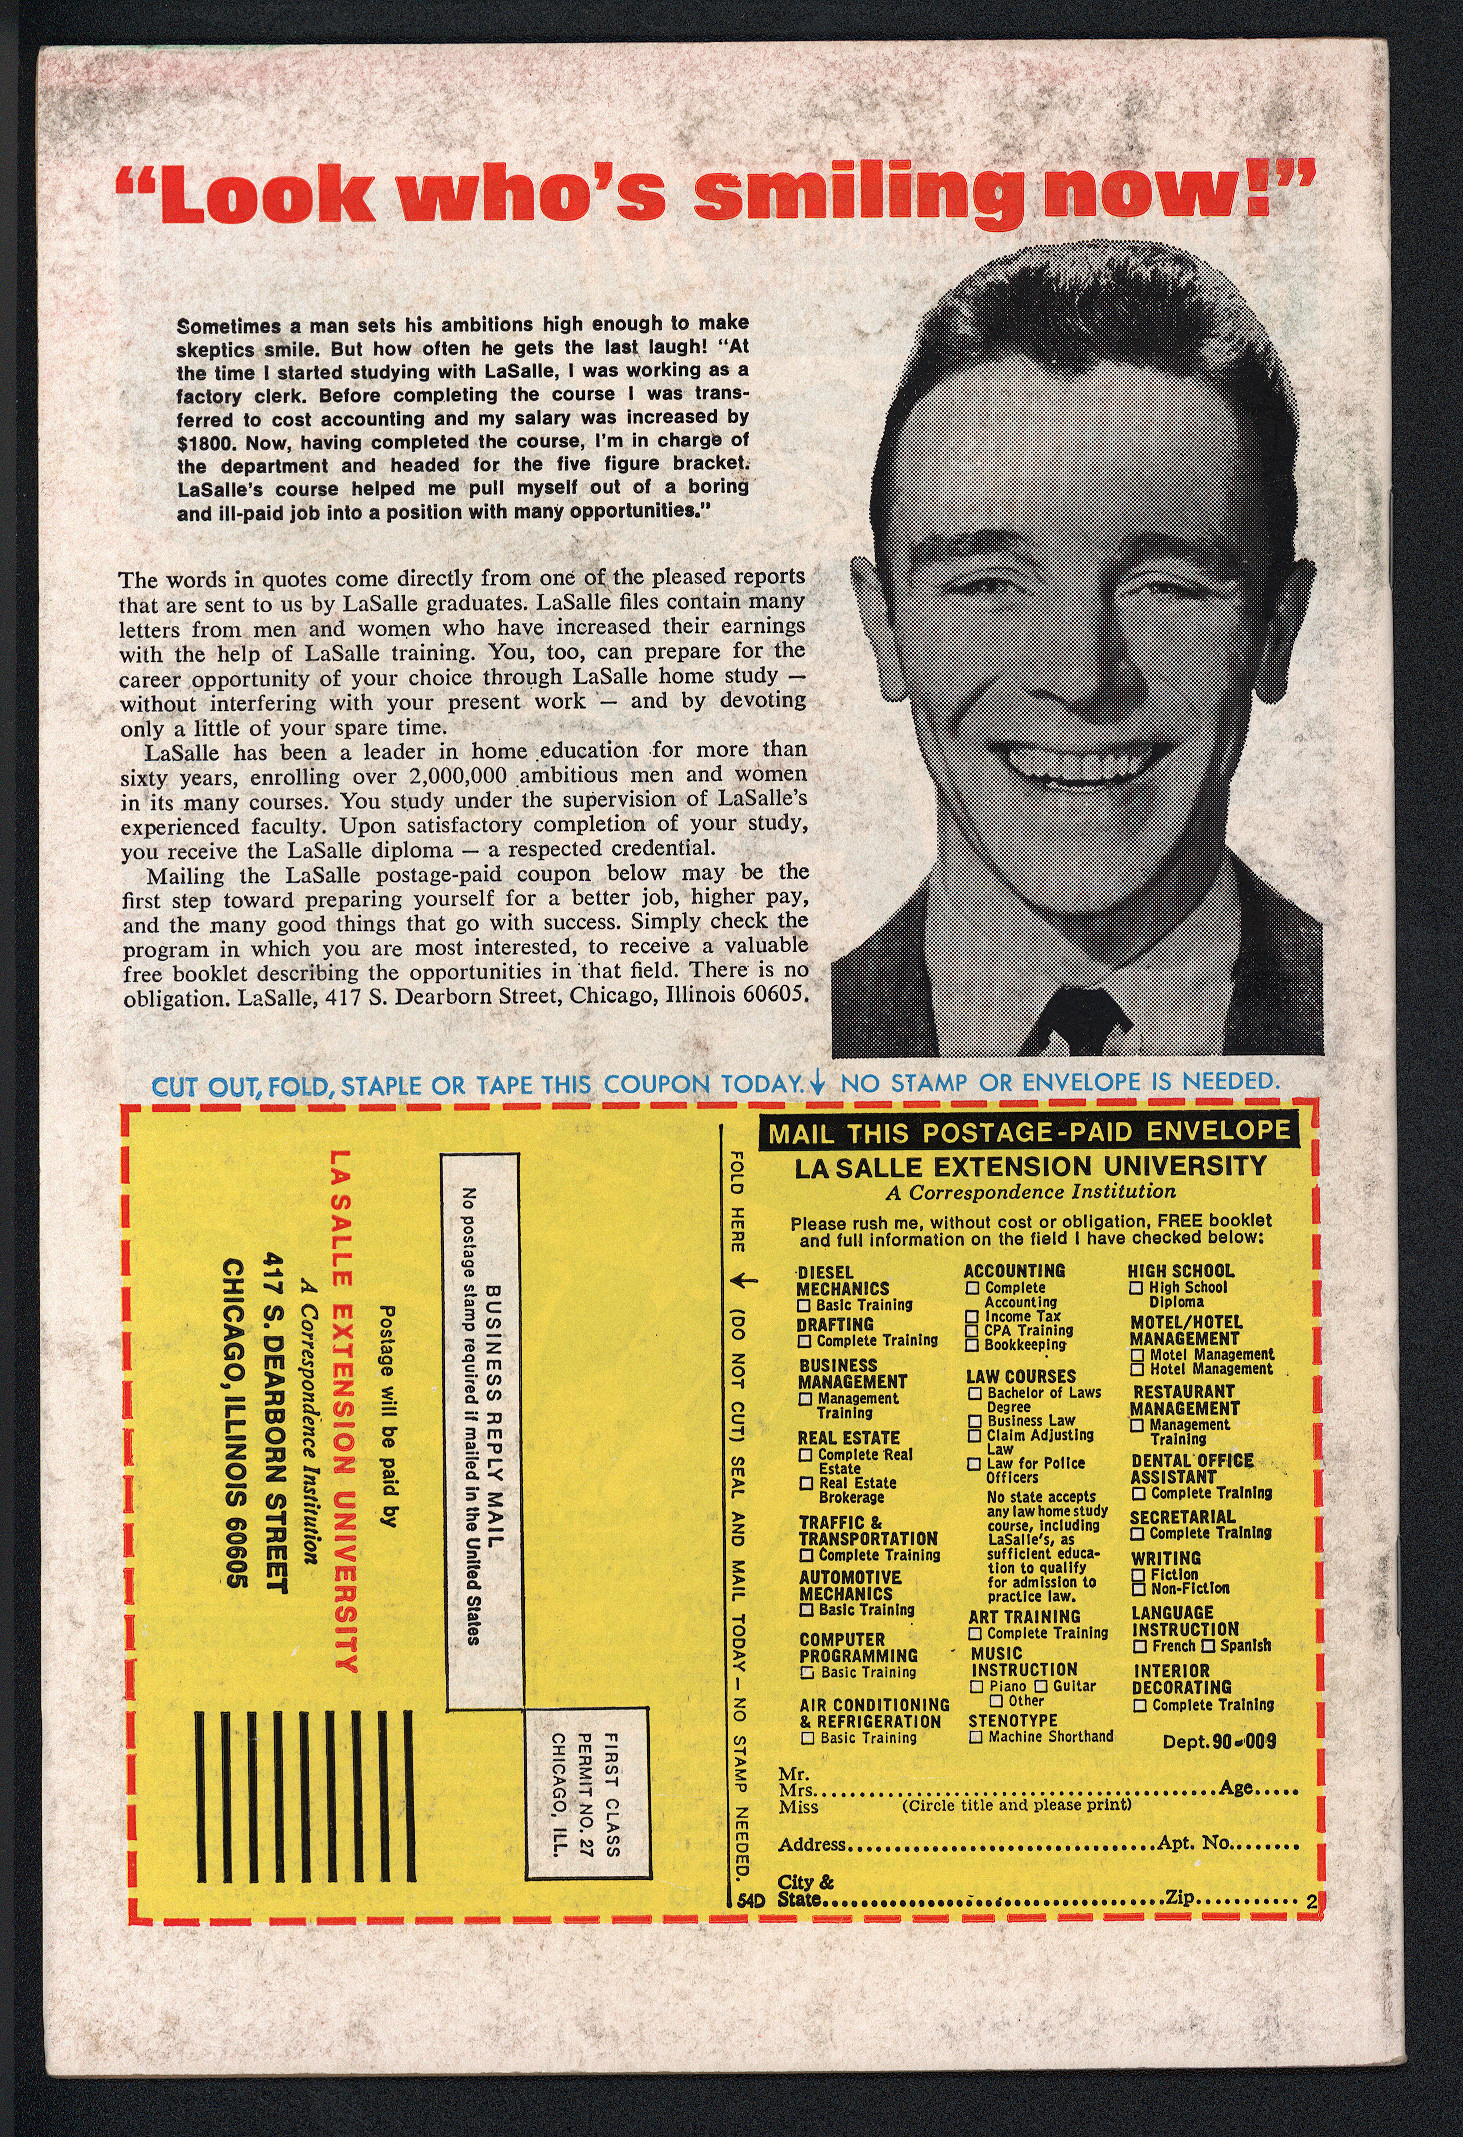 “Look who’s smiling now!”
Sometimes a man sets his ambitions high enough to make
skeptics smile. But how often he gets the last laugh! “At
the time I started studying with LaSalle, I was working as a
factory clerk. Before completing the course I was trans-
ferred to cost accounting and my salary was increased by
$1800. Now, having completed the course, I’m in charge of
the department and headed for the five figure bracket.
LaSalle’s course helped me pull myself out of a boring
and ill-paid job into a position with many opportunities.”
The words in quotes come directly from one of the pleased reports
that are sent to us by LaSalle graduates. LaSalle files contain many
letters from men and women who have increased their earnings
with the help of LaSalle training. You, too, can prepare for the
career opportunity of your choice through LaSalle home study —
without interfering with your present work — and by devoting
only a little of your spare time.
LaSalle has been a leader in home education for more than
sixty years, enrolling over 2,000,000 ambitious men and women
in its many courses. You study under the supervision of LaSalle’s
experienced faculty. Upon satisfactory completion of your study,
you receive the LaSalle diploma — a respected credential.
Mailing the LaSalle postage-paid coupon below may be the
first step toward preparing yourself for a better job, higher pay,
and the many good things that go with success. Simply check the
program in which you are most interested, to receive a valuable
free booklet describing the opportunities in that field. There is no
obligation. LaSalle, 417 S. Dearborn Street, Chicago, Illinois 60605.
CUT OUT, FOLD, STAPLE OR TAPE THIS COUPON TODAY.↓ NO STAMP OR ENVELOPE IS NEEDED.
FIRST CLASS
PERMIT NO. 27
CHICAGO, ILL.
BUSINESS REPLY MAIL
No postage stamp required if mailed in the United States
Postage will be paid by
LA SALLE EXTENSION UNIVERSITY
A Correspondence Institution
417 S. DEARBORN STREET
CHICAGO, ILLINOIS 60605
FOLD HERE ↓ (DO NOT CUT) SEAL AND MAIL TODAY — NO STAMP NEEDED.
MAIL THIS POSTAGE-PAID ENVELOPE
LA SALLE EXTENSION UNIVERSITY
A Correspondence Institution
Please rush me, without cost or obligation, FREE booklet
and full information on the field I have checked below:
DIESEL
MECHANICS
☐ Basic Training
DRAFTING
☐ Complete Training
BUSINESS
MANAGEMENT
☐ Management
Training
REAL ESTATE
☐ Complete Real
Estate
☐ Real Estate
Brokerage
TRAFFIC &
TRANSPORTATION
☐ Complete Training
AUTOMOTIVE
MECHANICS
☐ Basic Training
COMPUTER
PROGRAMMING
☐ Basic Training
AIR CONDITIONING
& REFRIGERATION
☐ Basic Training
ACCOUNTING
☐ Complete
Accounting
☐ Income Tax
☐ CPA Training
☐ Bookkeeping
LAW COURSES
☐ Bachelor of Laws
Degree
☐ Business Law
☐ Claim Adjusting
Law
☐ Law for Police
Officers
No state accepts
any law home study
course, including
LaSalle’s, as
sufficient educa-
tion to qualify
for admission to
practice law.
ART TRAINING
☐ Complete Training
MUSIC
INSTRUCTION
☐ Piano ☐ Guitar
☐ Other
STENOTYPE
☐ Machine Shorthand
HIGH SCHOOL
☐ High School
Diploma
MOTEL/HOTEL
MANAGEMENT
☐ Motel Management
☐ Hotel Management
RESTAURANT
MANAGEMENT
☐ Management
Training
DENTAL OFFICE
ASSISTANT
☐ Complete Training
SECRETARIAL
☐ Complete Training
WRITING
☐ Fiction
☐ Non-Fiction
LANGUAGE
INSTRUCTION
☐ French ☐ Spanish
INTERIOR
DECORATING
☐ Complete Training
Dept. 90-009
Mr.
Mrs. Age
Miss (Circle title and please print)
Address Apt. No.
City &
54D State Zip 2